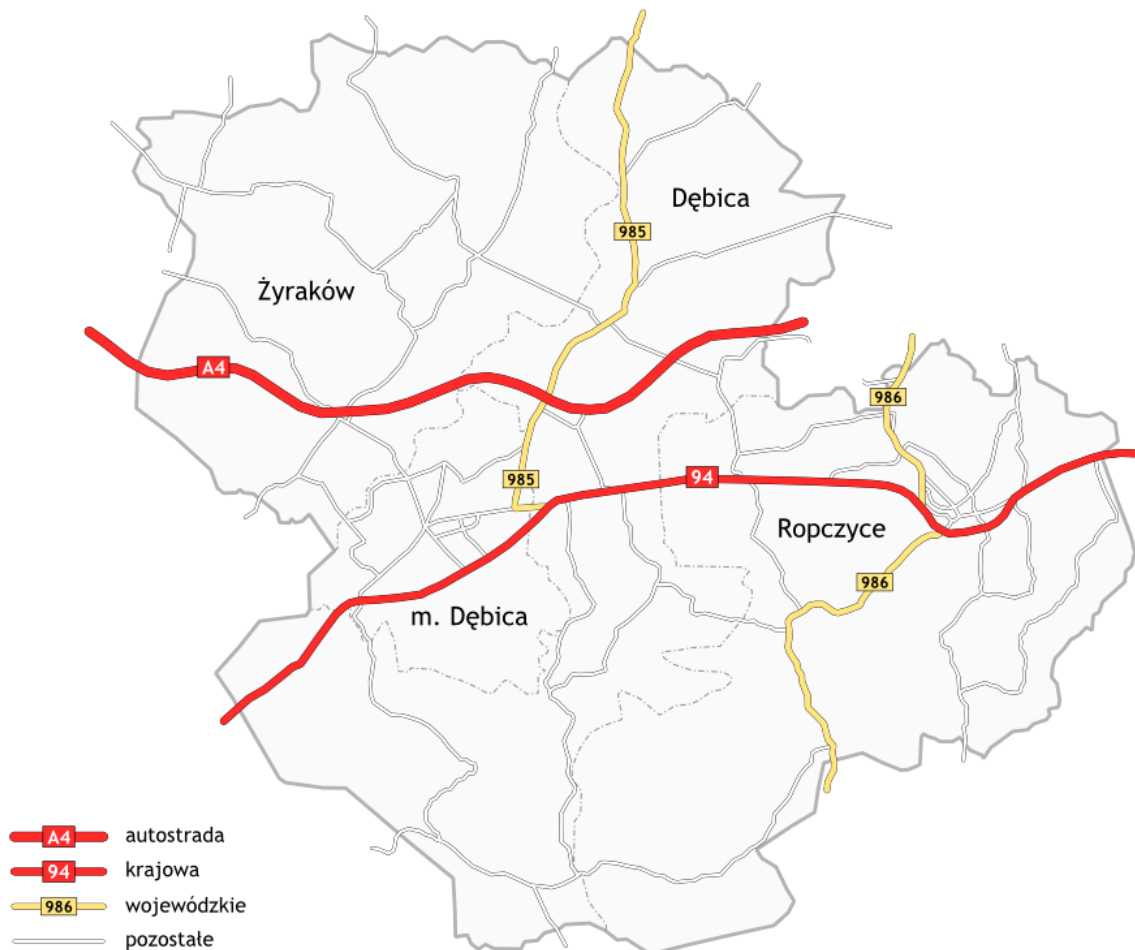 Dębica
985
Żyraków
A4
986
985
94
Ropczyce
986
m. Dębica
A4 autostrada
94 krajowa
986 wojewódzkie
pozostałe